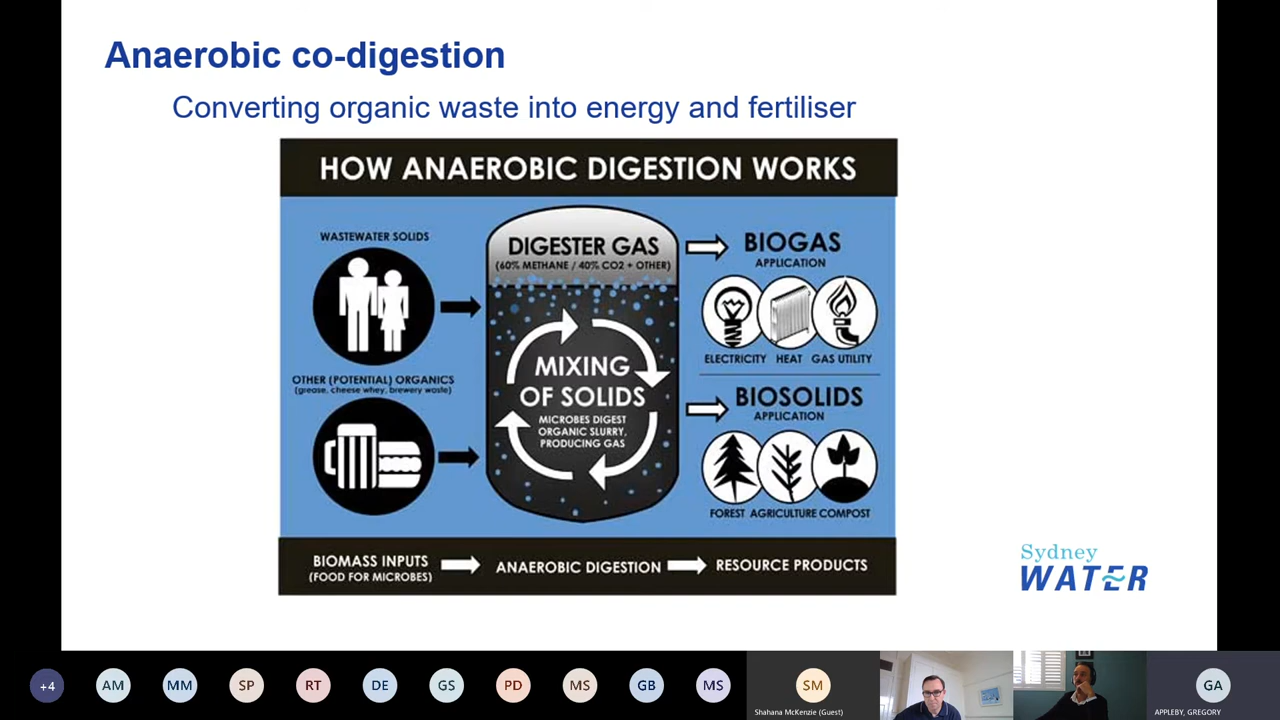 Anaerobic co-digestion
Converting organic waste into energy and fertiliser
HOW ANAEROBIC DIGESTION WORKS
WASTEWATER SOLIDS
OTHER (POTENTIAL) ORGANICS
(grease, cheese whey, brewery waste)
DIGESTER GAS
(60% METHANE / 40% CO2 + OTHER)
MIXING
OF SOLIDS
MICROBES DIGEST
ORGANIC SLURRY,
PRODUCING GAS
BIOGAS
APPLICATION
ELECTRICITY HEAT GAS UTILITY
BIOSOLIDS
APPLICATION
FOREST AGRICULTURE COMPOST
BIOMASS INPUTS
(FOOD FOR MICROBES)
ANAEROBIC DIGESTION
RESOURCE PRODUCTS
Sydney
WATER
+4 AM MM SP RT DE GS PD MS GB MS SM GA
Shahana McKenzie (Guest)
APPLEBY, GREGORY